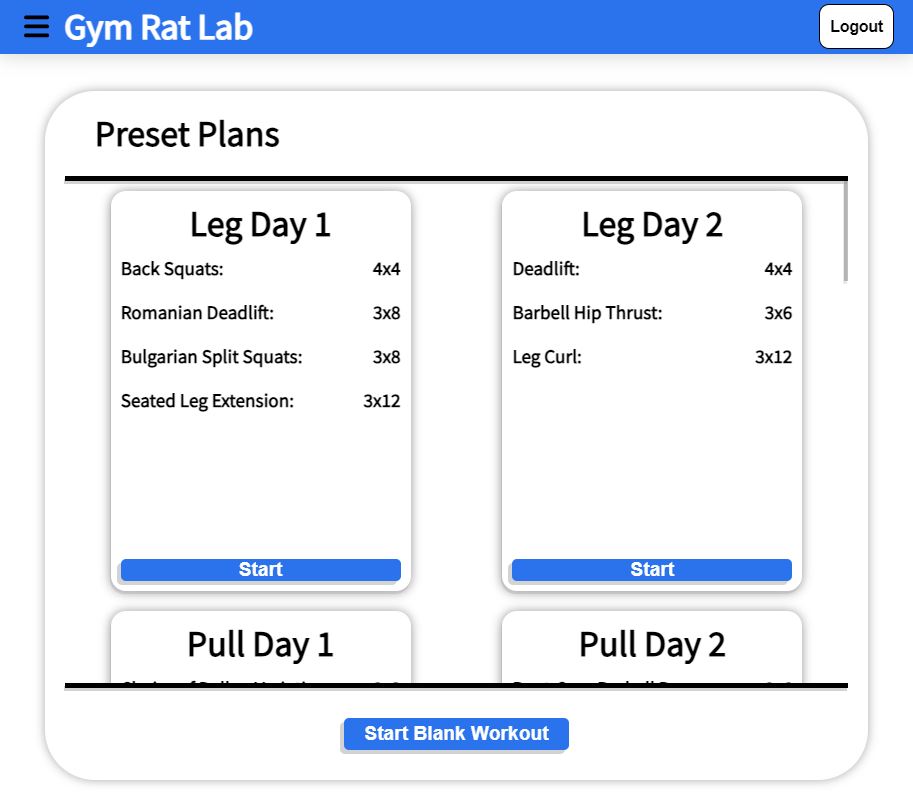 Gym Rat Lab
Logout
Preset Plans
Leg Day 1
Back Squats: 4x4
Romanian Deadlift: 3x8
Bulgarian Split Squats: 3x8
Seated Leg Extension: 3x12
Start
Leg Day 2
Deadlift: 4x4
Barbell Hip Thrust: 3x6
Leg Curl: 3x12
Start
Pull Day 1
Pull Day 2
Start Blank Workout